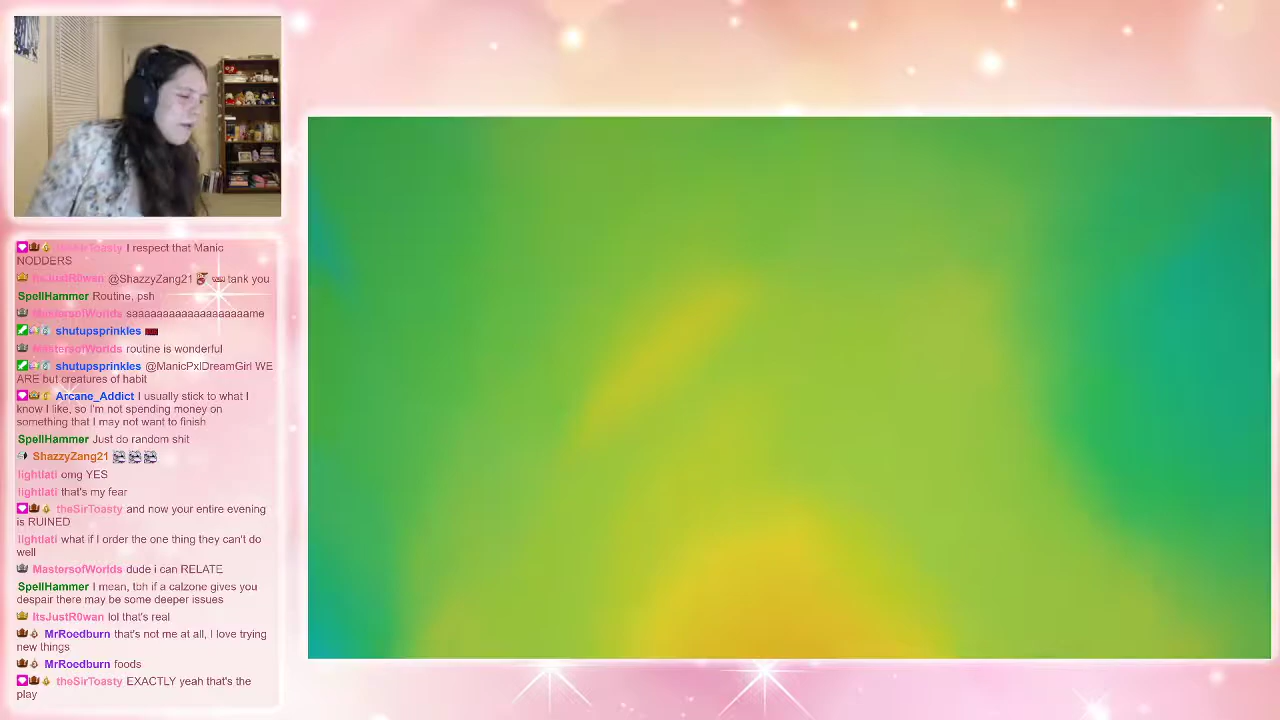 theSirToasty I respect that Manic
NODDERS
ItsJustR0wan @ShazzyZang21 tank you
SpellHammer Routine, psh
MastersofWorlds saaaaaaaaaaaaaaaaaaame
shutupsprinkles
MastersofWorlds routine is wonderful
shutupsprinkles @ManicPxlDreamGirl WE
ARE but creatures of habit
Arcane_Addict I usually stick to what I
know I like, so I'm not spending money on
something that I may not want to finish
SpellHammer Just do random shit
ShazzyZang21
lightlati omg YES
lightlati that's my fear
theSirToasty and now your entire evening
is RUINED
lightlati what if I order the one thing they can't do
well
MastersofWorlds dude i can RELATE
SpellHammer I mean, tbh if a calzone gives you
despair there may be some deeper issues
ItsJustR0wan lol that's real
MrRoedburn that's not me at all, I love trying
new things
MrRoedburn foods
theSirToasty EXACTLY yeah that's the
play